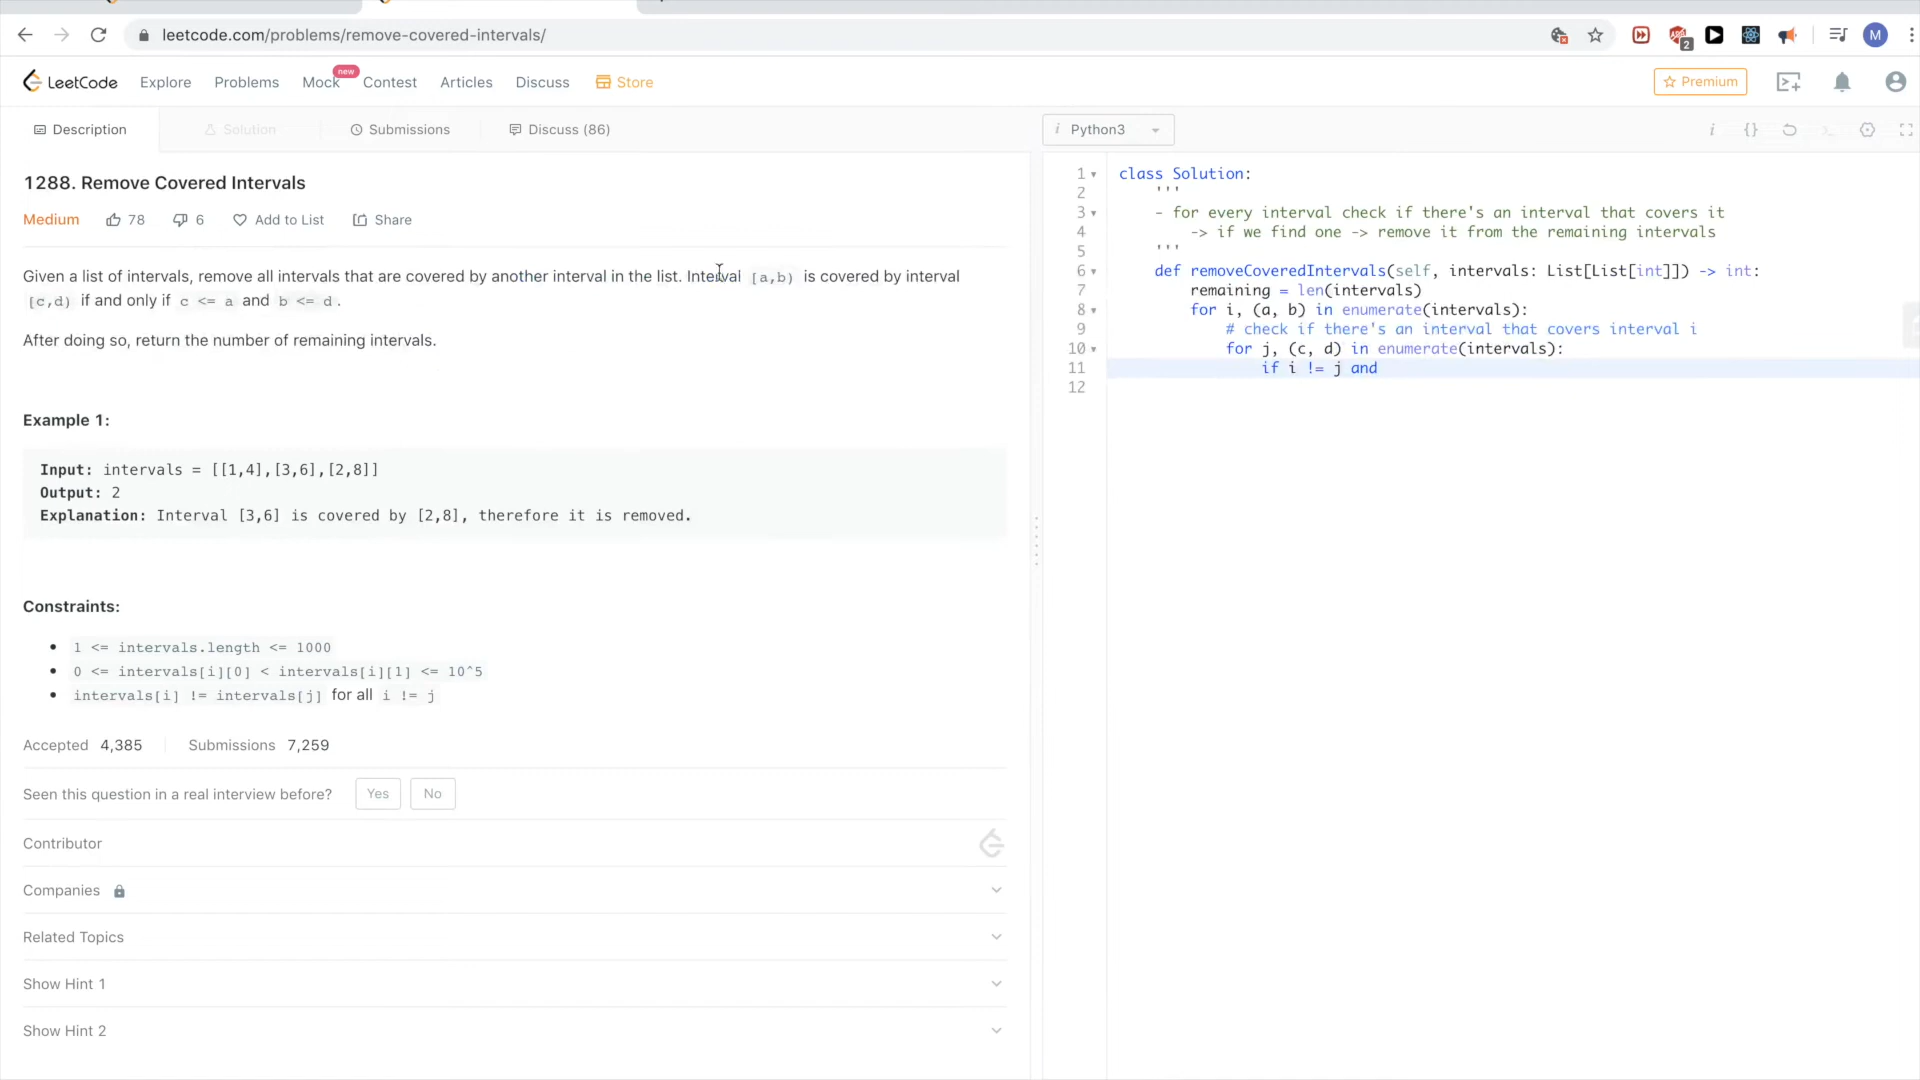 leetcode.com/problems/remove-covered-intervals/
2
M
LeetCode Explore Problems Mock new Contest Articles Discuss Store Premium
Description Solution Submissions Discuss (86)
i Python3
1288. Remove Covered Intervals
Medium 78 6 Add to List Share
Given a list of intervals, remove all intervals that are covered by another interval in the list. Interval [a,b) is covered by interval
[c,d) if and only if c <= a and b <= d.
After doing so, return the number of remaining intervals.
Example 1:
Input: intervals = [[1,4],[3,6],[2,8]]
Output: 2
Explanation: Interval [3,6] is covered by [2,8], therefore it is removed.
Constraints:
• 1 <= intervals.length <= 1000
• 0 <= intervals[i][0] < intervals[i][1] <= 10^5
• intervals[i] != intervals[j] for all i != j
Accepted 4,385 Submissions 7,259
Seen this question in a real interview before? Yes No
Contributor
Companies
Related Topics
Show Hint 1
Show Hint 2
i {}
1 class Solution:
2 '''
3 - for every interval check if there's an interval that covers it
4 -> if we find one -> remove it from the remaining intervals
5 '''
6 def removeCoveredIntervals(self, intervals: List[List[int]]) -> int:
7 remaining = len(intervals)
8 for i, (a, b) in enumerate(intervals):
9 # check if there's an interval that covers interval i
10 for j, (c, d) in enumerate(intervals):
11 if i != j and
12